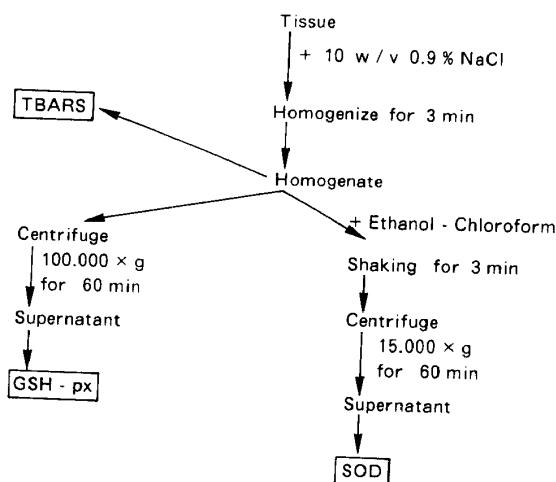 Tissue
+ 10 w/v 0.9% NaCl
TBARS
Homogenize for 3 min
Homogenate
+ Ethanol - Chloroform
Centrifuge
100.000 × g
for 60 min
Supernatant
GSH - px
Shaking for 3 min
Centrifuge
15.000 × g
for 60 min
Supernatant
SOD